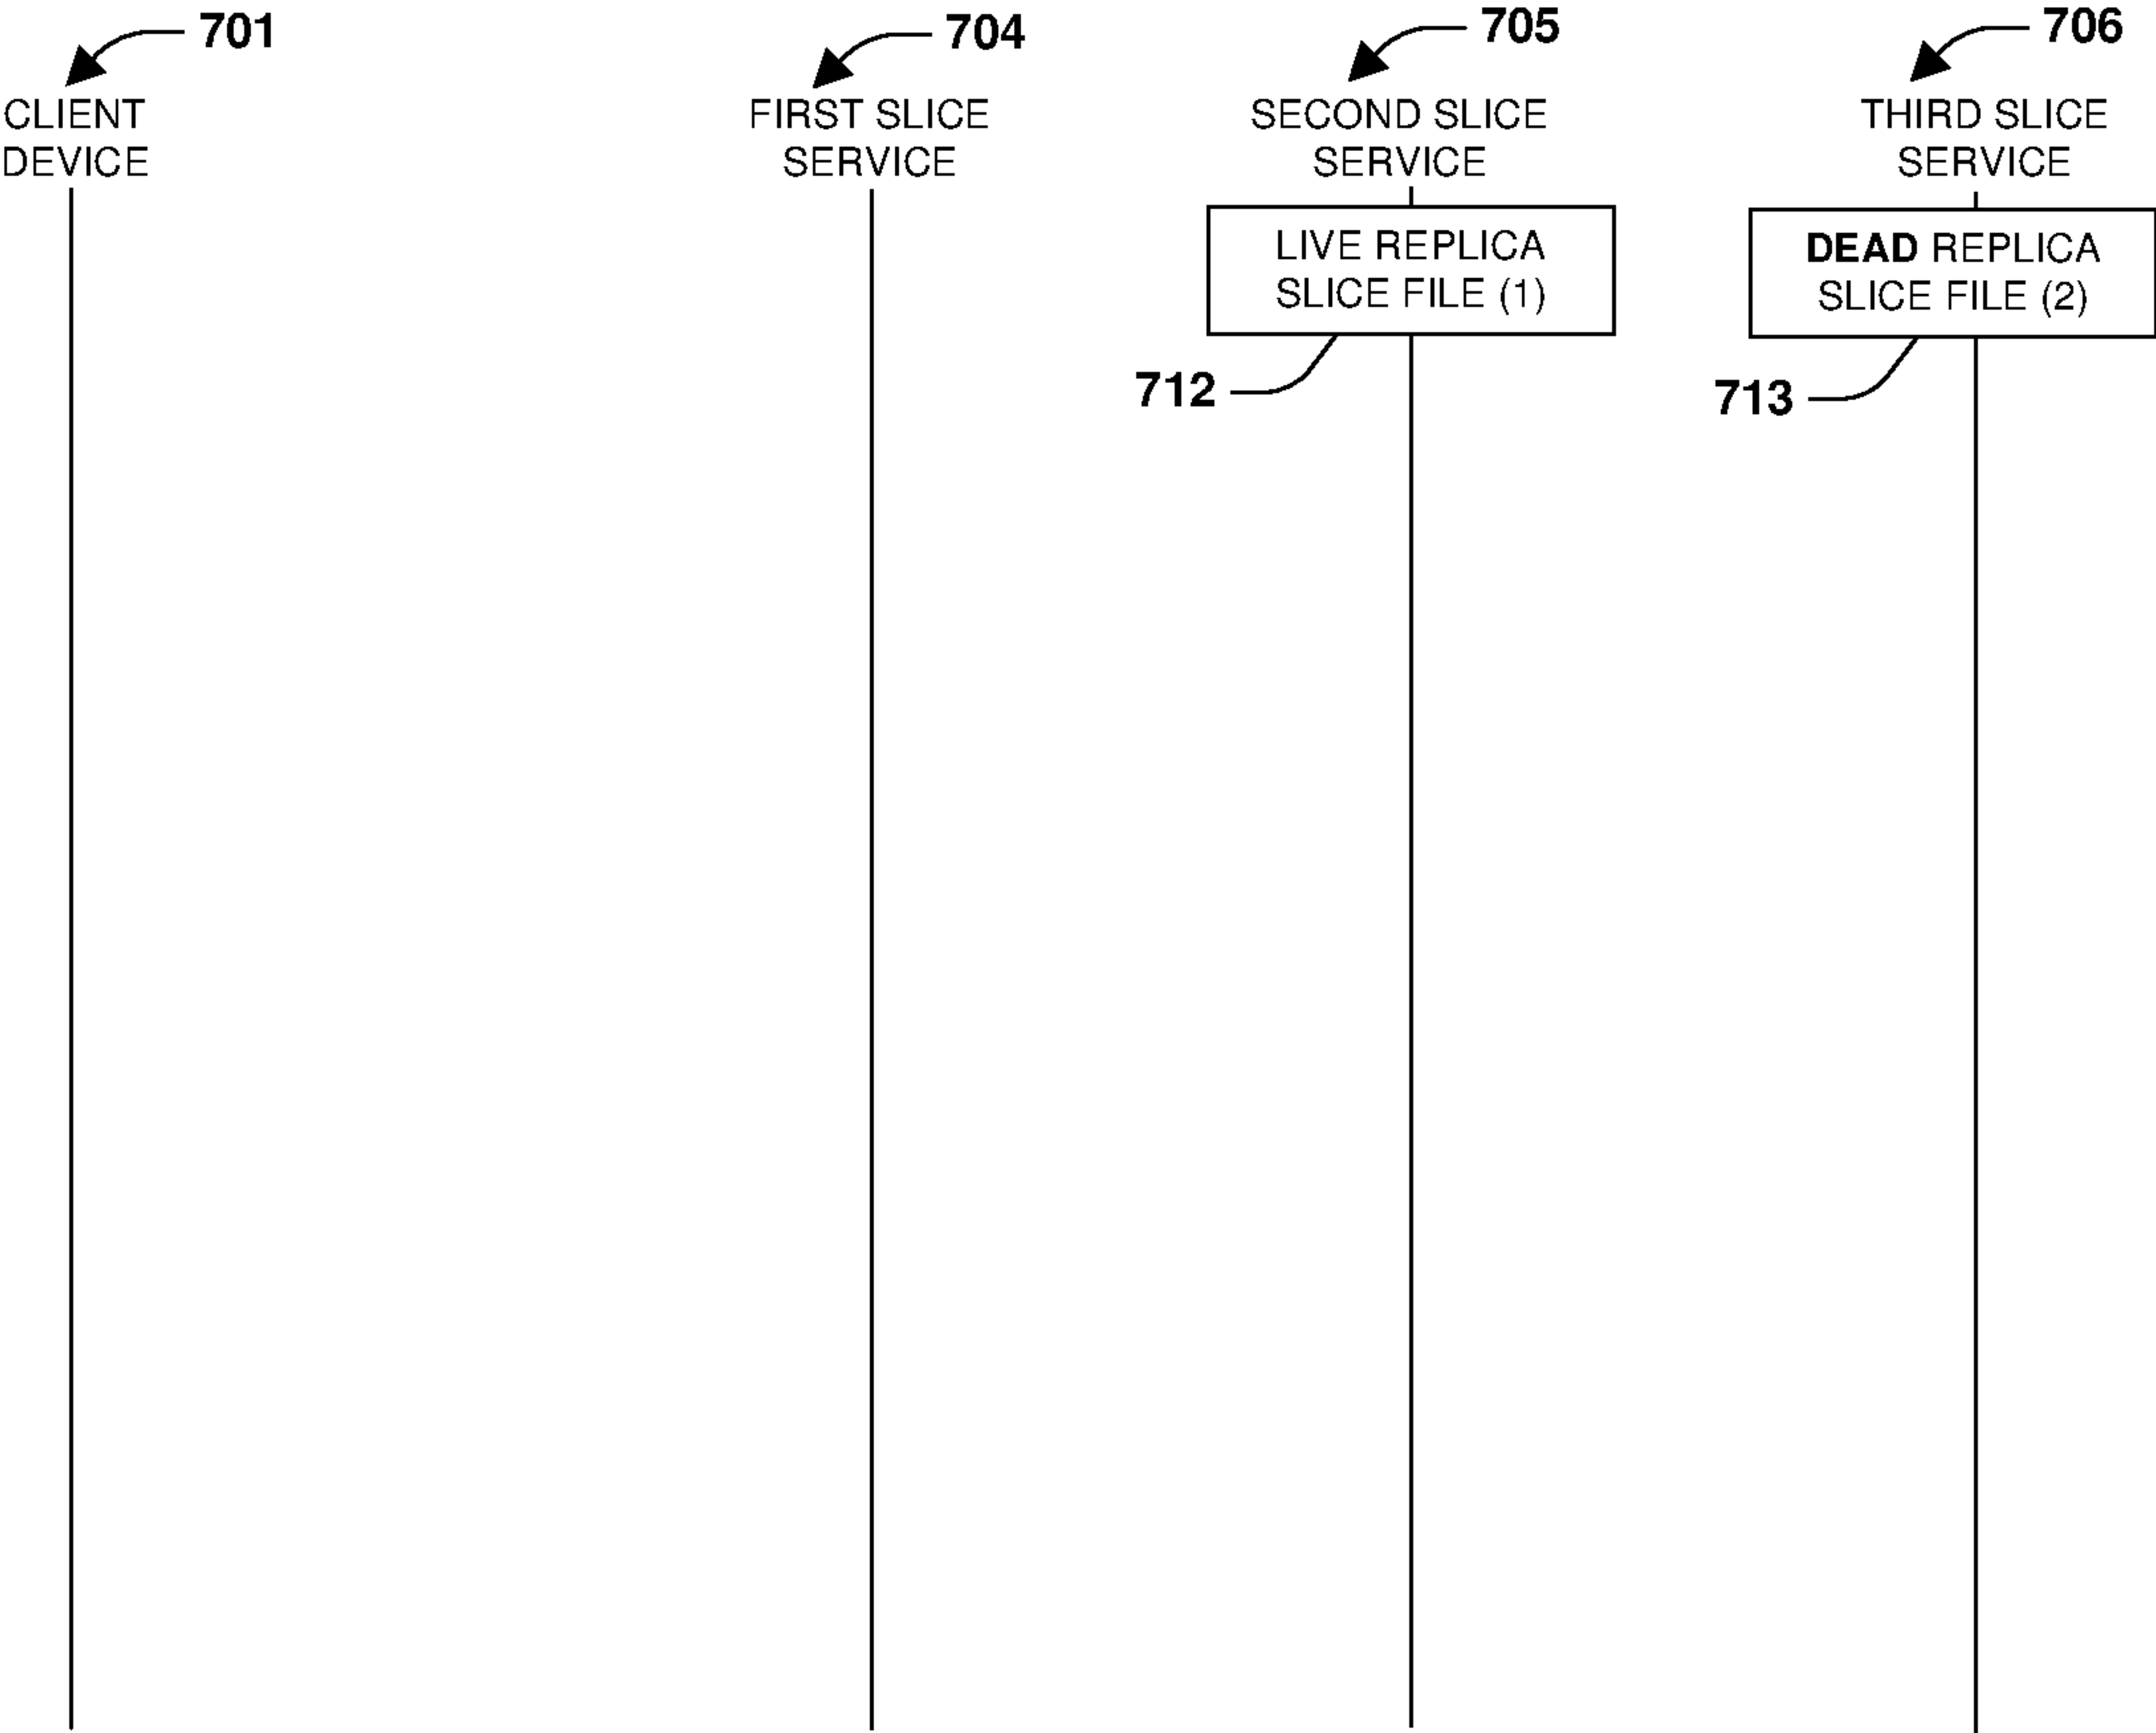 701
704
705
706
CLIENT
DEVICE
FIRST SLICE
SERVICE
SECOND SLICE
SERVICE
THIRD SLICE
SERVICE
LIVE REPLICA
SLICE FILE (1)
DEAD REPLICA
SLICE FILE (2)
712
713